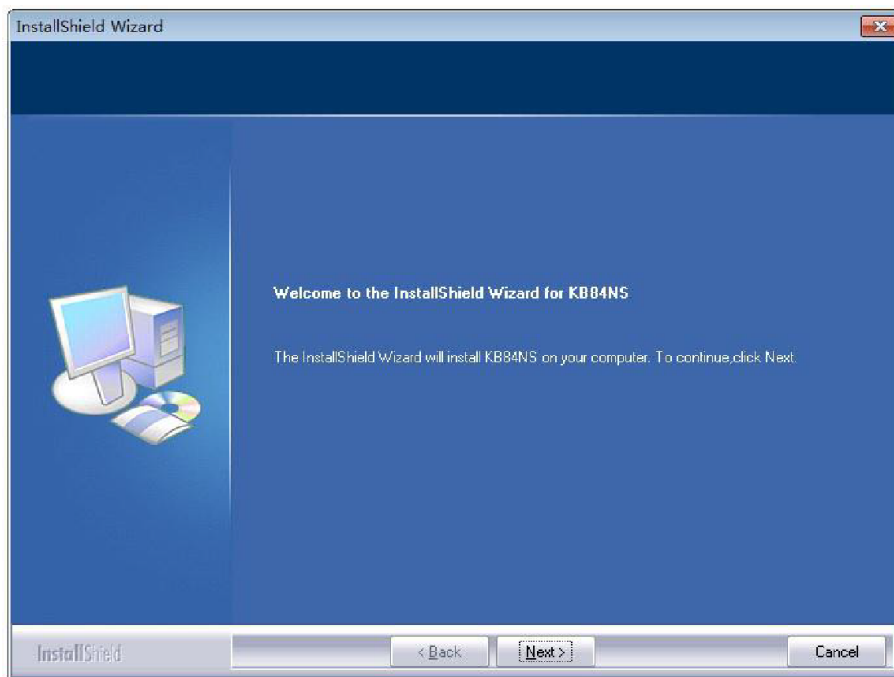 InstallShield Wizard
Welcome to the InstallShield Wizard for KB84NS
The InstallShield Wizard will install KB84NS on your computer. To continue,click Next.
InstallShield
< Back
Next >
Cancel